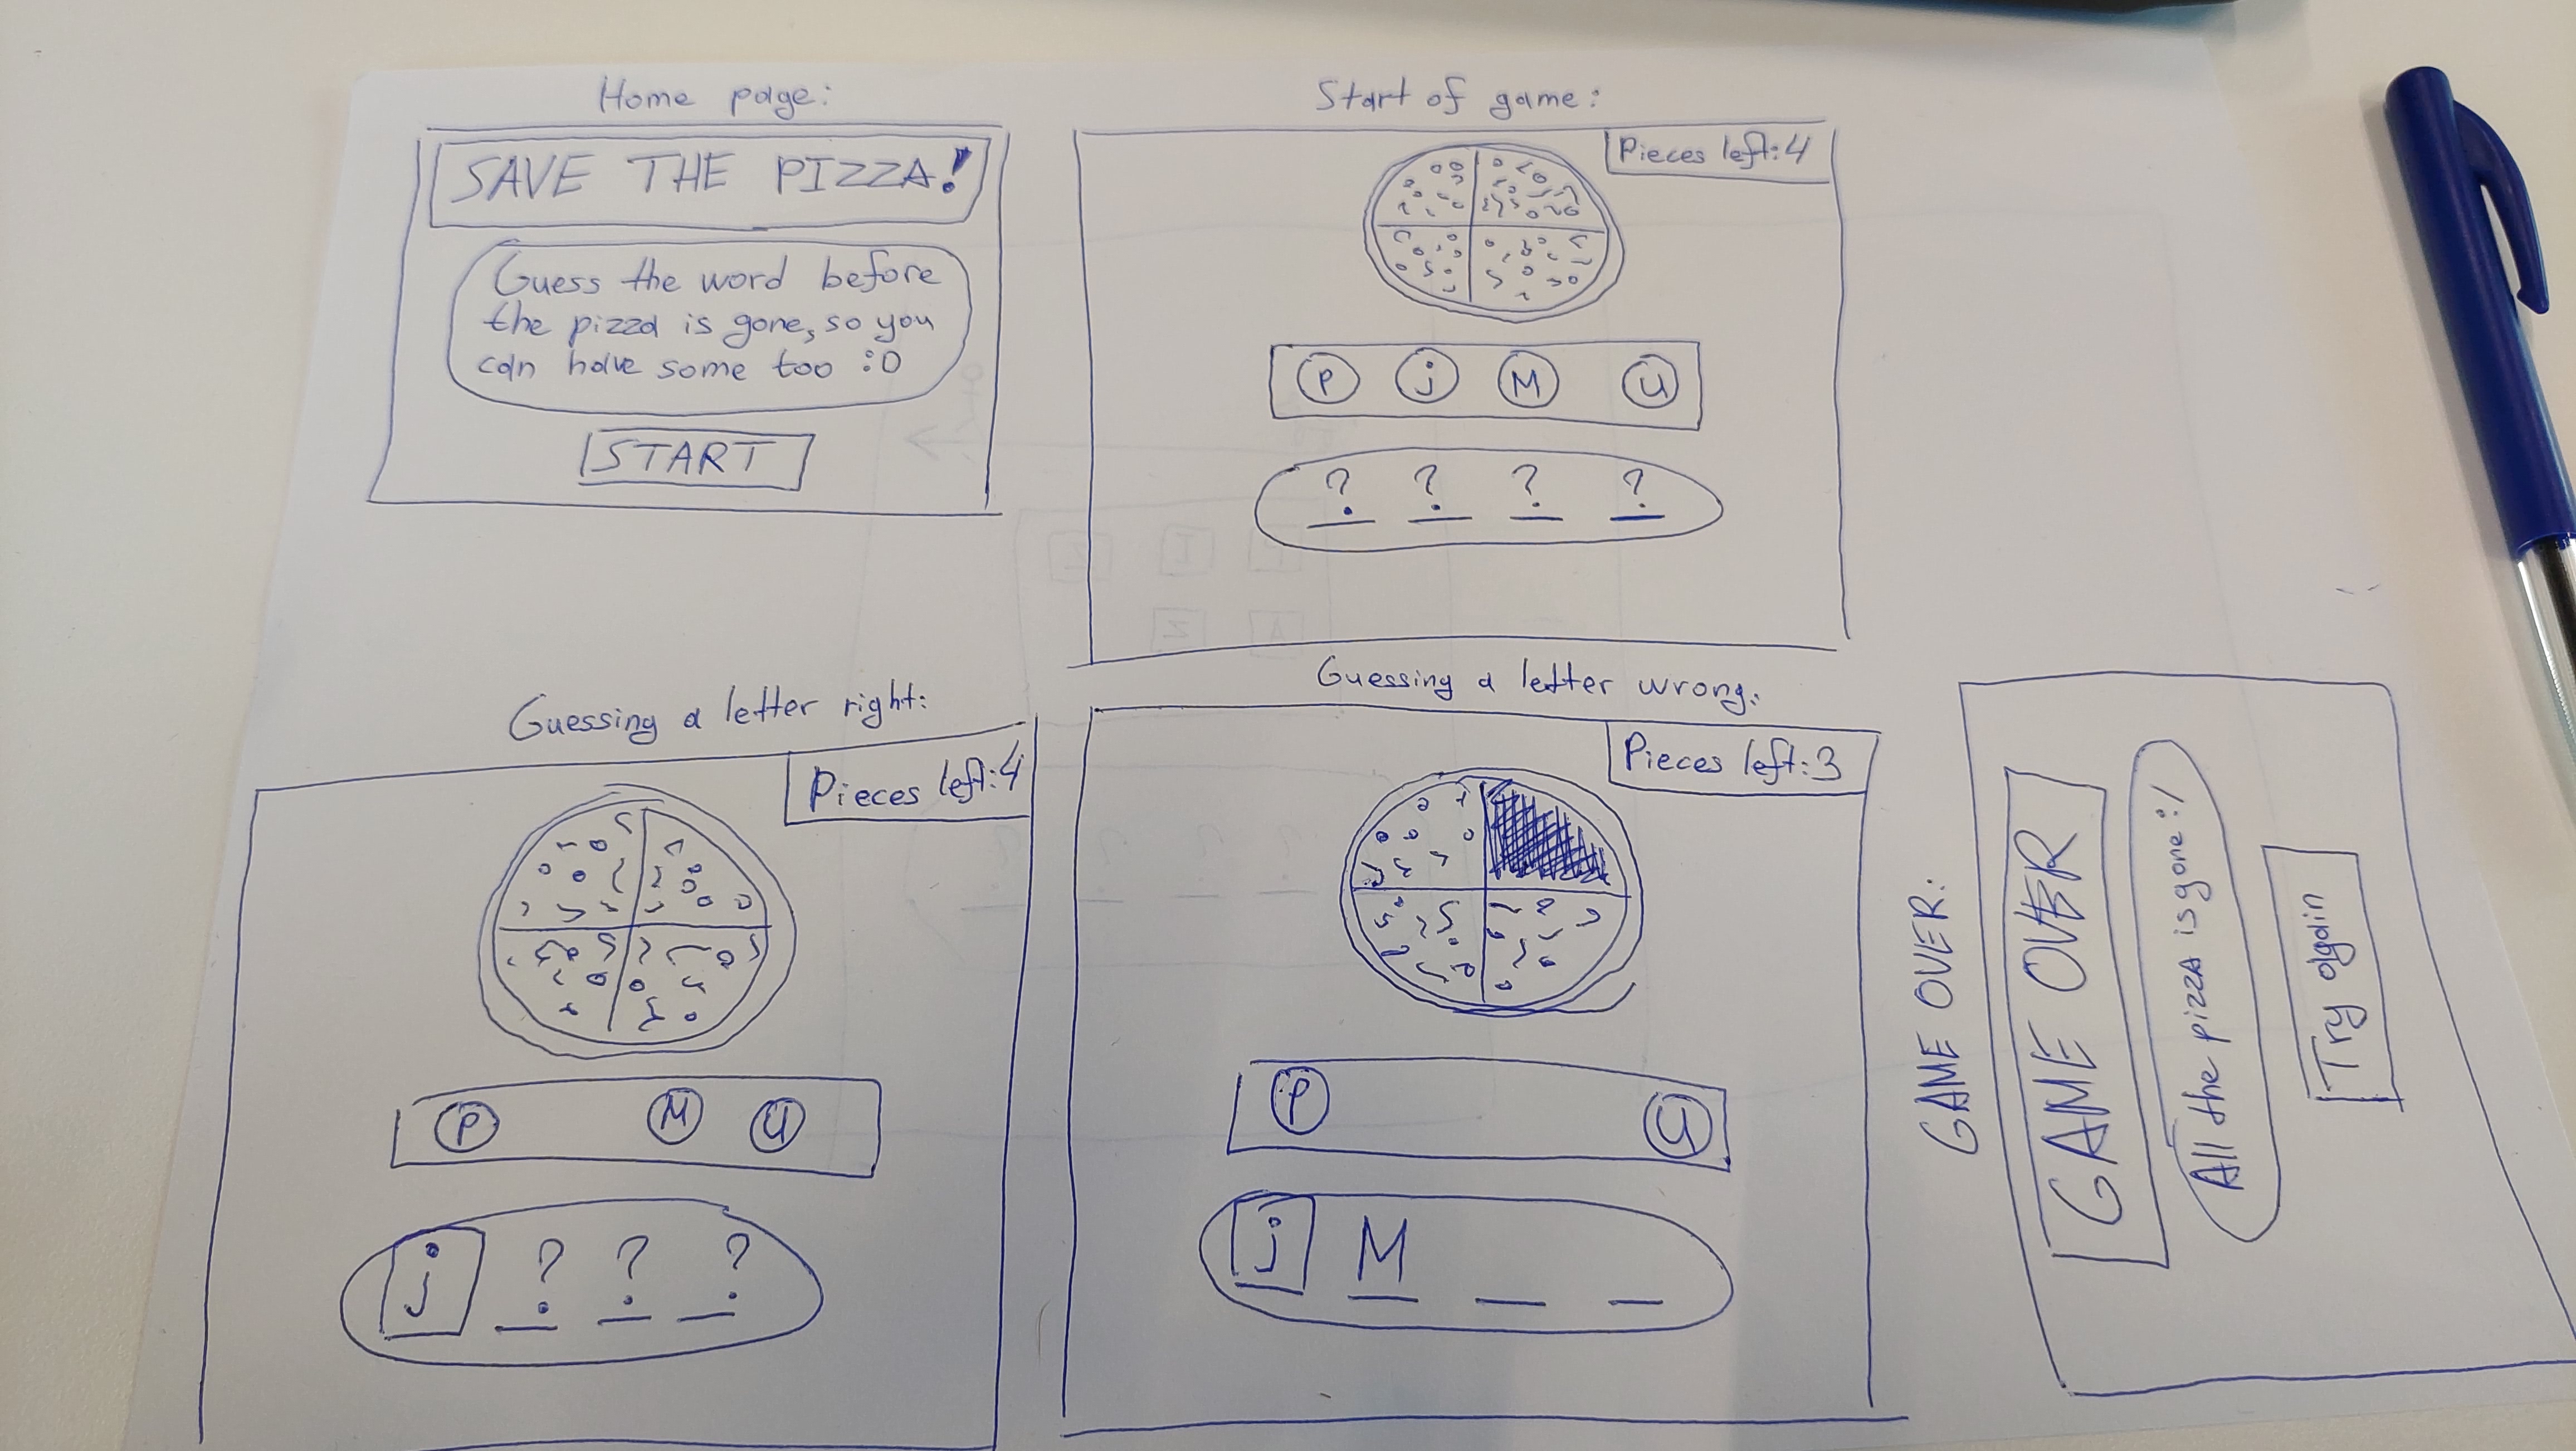 Home page:
SAVE THE PIZZA!
Guess the word before
the pizza is gone, so you
can have some too :D
START
Start of game:
Pieces left: 4
P j M U
? ? ? ?
Guessing a letter right:
Pieces left: 4
P M U
j ? ? ?
Guessing a letter wrong:
Pieces left: 3
P U
j M
GAME OVER:
GAME OVER
All the pizzA is gone :/
Try again